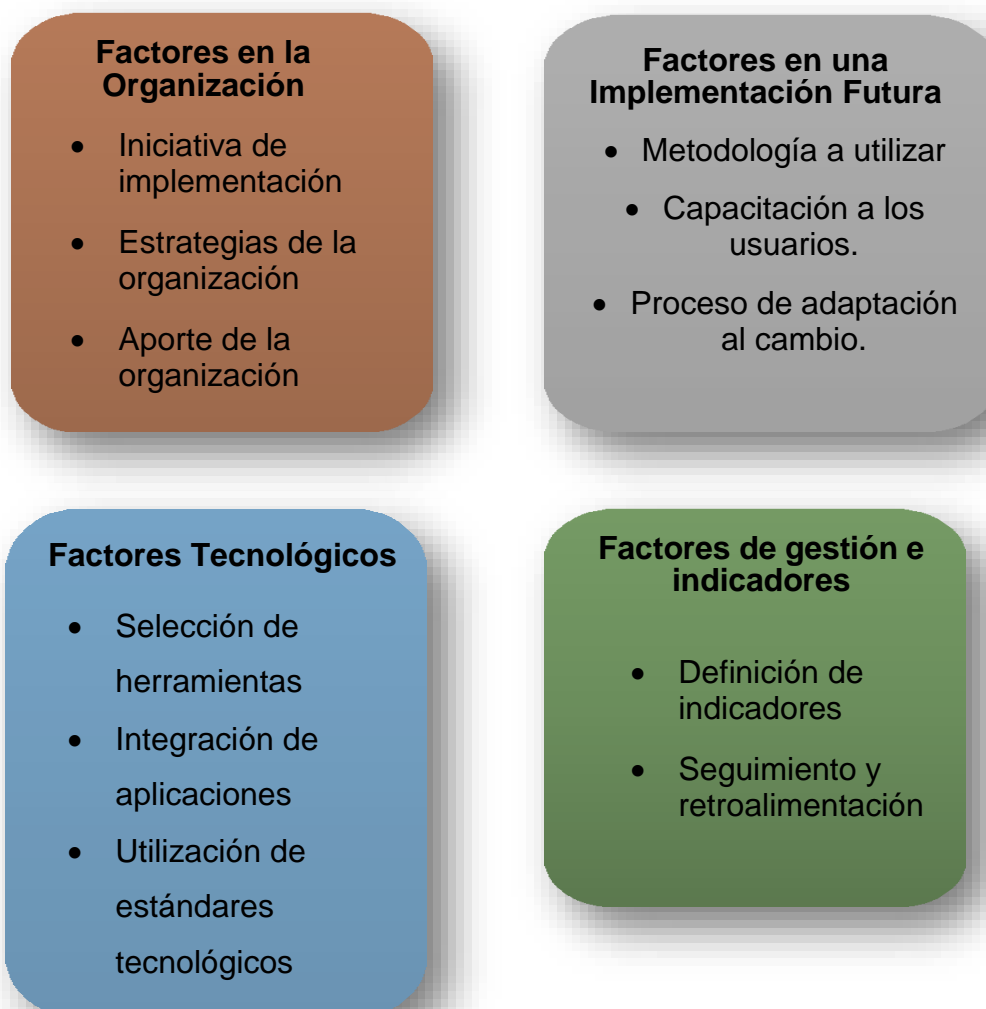 Factores en la
Organización
• Iniciativa de
implementación
• Estrategias de la
organización
• Aporte de la
organización
Factores en una
Implementación Futura
• Metodología a utilizar
• Capacitación a los
usuarios.
• Proceso de adaptación
al cambio.
Factores Tecnológicos
• Selección de
herramientas
• Integración de
aplicaciones
• Utilización de
estándares
tecnológicos
Factores de gestión e
indicadores
• Definición de
indicadores
• Seguimiento y
retroalimentación